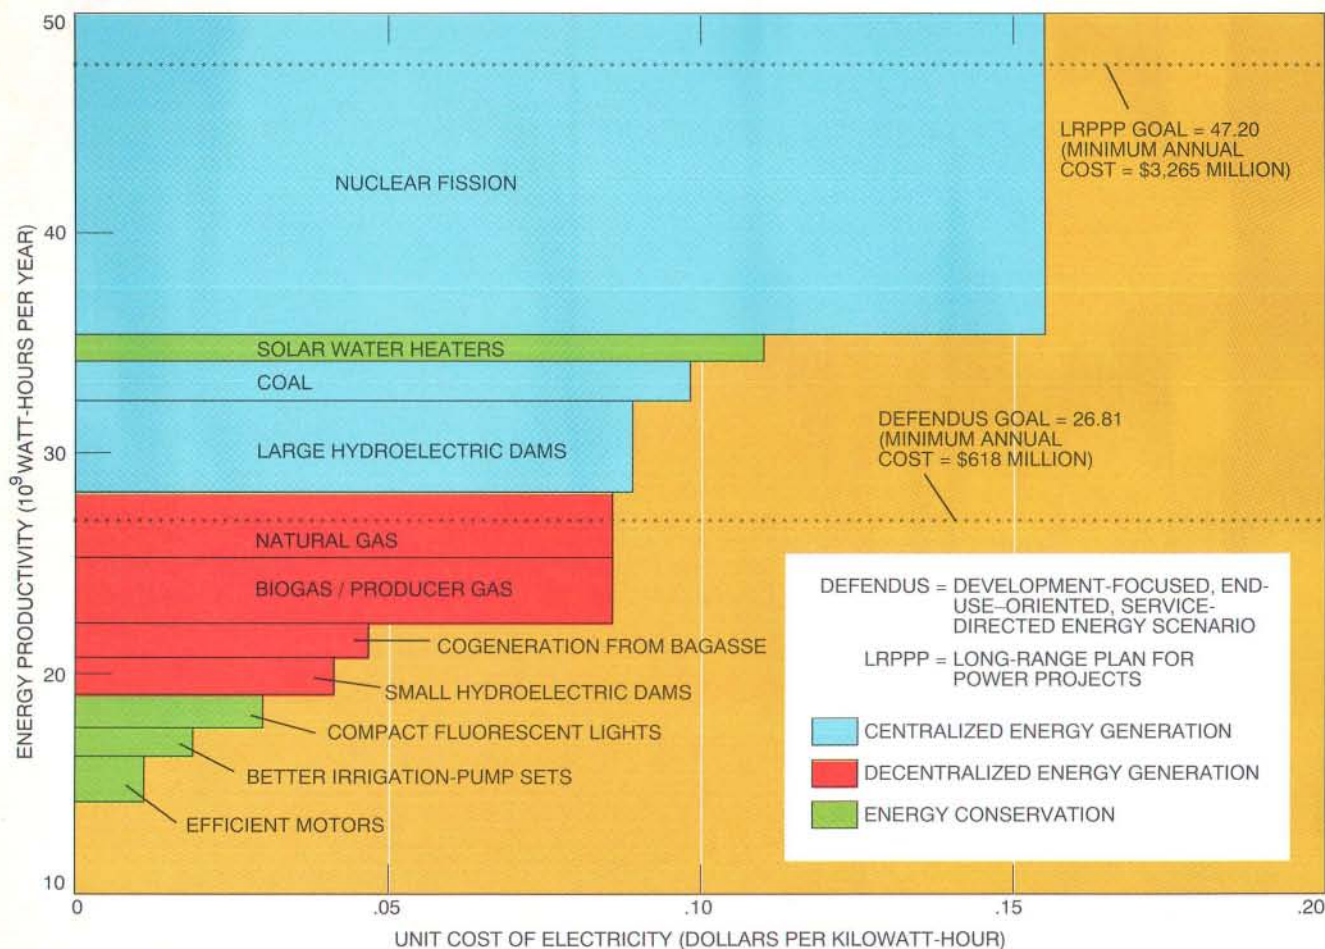 50
40
30
20
10
ENERGY PRODUCTIVITY (10⁹ WATT-HOURS PER YEAR)
NUCLEAR FISSION
SOLAR WATER HEATERS
COAL
LARGE HYDROELECTRIC DAMS
NATURAL GAS
BIOGAS / PRODUCER GAS
COGENERATION FROM BAGASSE
SMALL HYDROELECTRIC DAMS
COMPACT FLUORESCENT LIGHTS
BETTER IRRIGATION-PUMP SETS
EFFICIENT MOTORS
LRPPP GOAL = 47.20
(MINIMUM ANNUAL
COST = $3,265 MILLION)
DEFENDUS GOAL = 26.81
(MINIMUM ANNUAL
COST = $618 MILLION)
DEFENDUS = DEVELOPMENT-FOCUSED, END-
USE–ORIENTED, SERVICE-
DIRECTED ENERGY SCENARIO
LRPPP = LONG-RANGE PLAN FOR
POWER PROJECTS
CENTRALIZED ENERGY GENERATION
DECENTRALIZED ENERGY GENERATION
ENERGY CONSERVATION
0 .05 .10 .15 .20
UNIT COST OF ELECTRICITY (DOLLARS PER KILOWATT-HOUR)